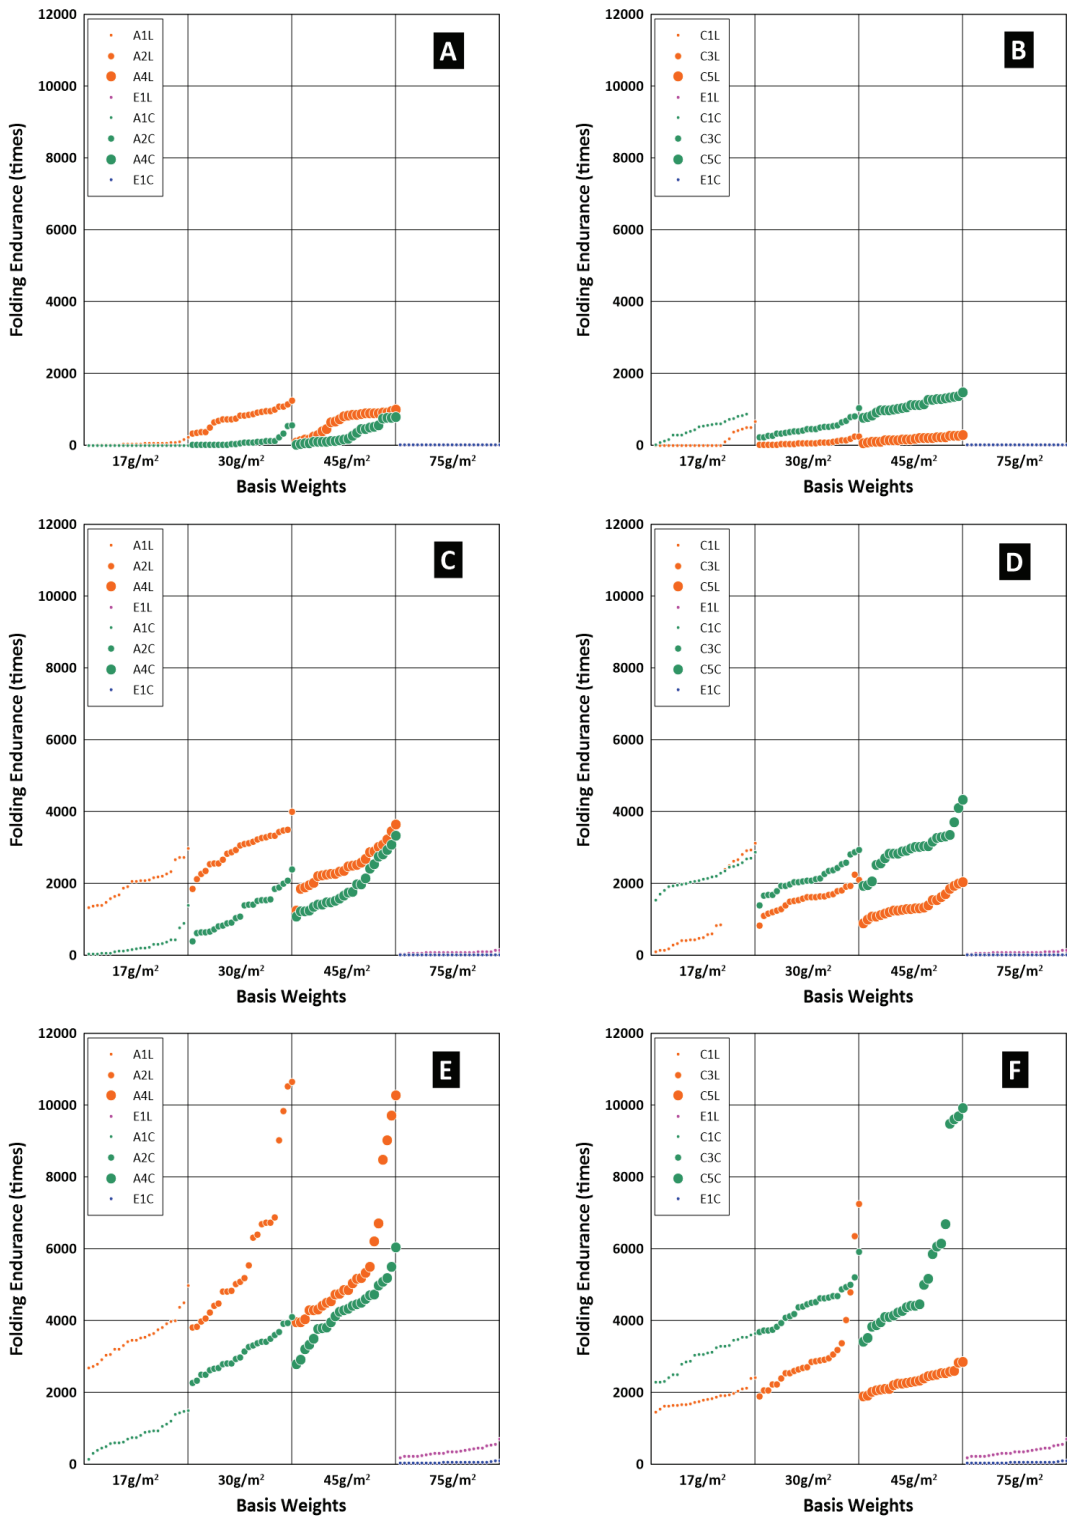 12000
10000
8000
6000
4000
2000
0
Folding Endurance (times)
A1L
A2L
A4L
E1L
A1C
A2C
A4C
E1C
A
17g/m²
30g/m²
45g/m²
75g/m²
Basis Weights
12000
10000
8000
6000
4000
2000
0
Folding Endurance (times)
C1L
C3L
C5L
E1L
C1C
C3C
C5C
E1C
B
17g/m²
30g/m²
45g/m²
75g/m²
Basis Weights
12000
10000
8000
6000
4000
2000
0
Folding Endurance (times)
A1L
A2L
A4L
E1L
A1C
A2C
A4C
E1C
C
17g/m²
30g/m²
45g/m²
75g/m²
Basis Weights
12000
10000
8000
6000
4000
2000
0
Folding Endurance (times)
C1L
C3L
C5L
E1L
C1C
C3C
C5C
E1C
D
17g/m²
30g/m²
45g/m²
75g/m²
Basis Weights
12000
10000
8000
6000
4000
2000
0
Folding Endurance (times)
A1L
A2L
A4L
E1L
A1C
A2C
A4C
E1C
E
17g/m²
30g/m²
45g/m²
75g/m²
Basis Weights
12000
10000
8000
6000
4000
2000
0
Folding Endurance (times)
C1L
C3L
C5L
E1L
C1C
C3C
C5C
E1C
F
17g/m²
30g/m²
45g/m²
75g/m²
Basis Weights